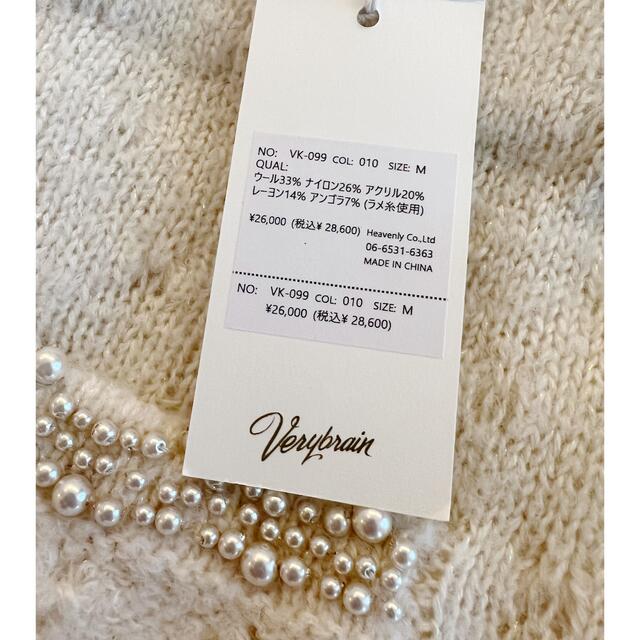 NO: VK-099 COL: 010 SIZE: M
QUAL:
ウール33% ナイロン26% アクリル20%
レーヨン14% アンゴラ7% (ラメ糸使用)
¥26,000 (税込¥ 28,600) Heavenly Co.,Ltd
06-6531-6363
MADE IN CHINA
NO: VK-099 COL: 010 SIZE: M
¥26,000 (税込¥ 28,600)
Verybrain